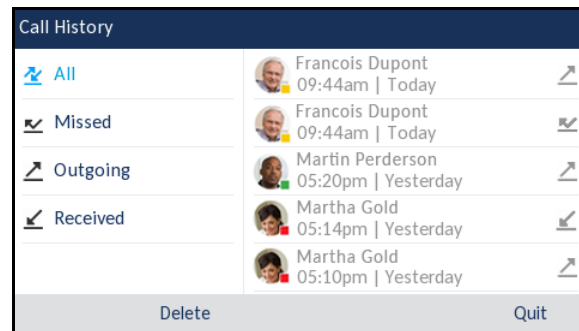 Call History
All
Missed
Outgoing
Received
Francois Dupont
09:44am | Today
Francois Dupont
09:44am | Today
Martin Perderson
05:20pm | Yesterday
Martha Gold
05:14pm | Yesterday
Martha Gold
05:10pm | Yesterday
Delete
Quit